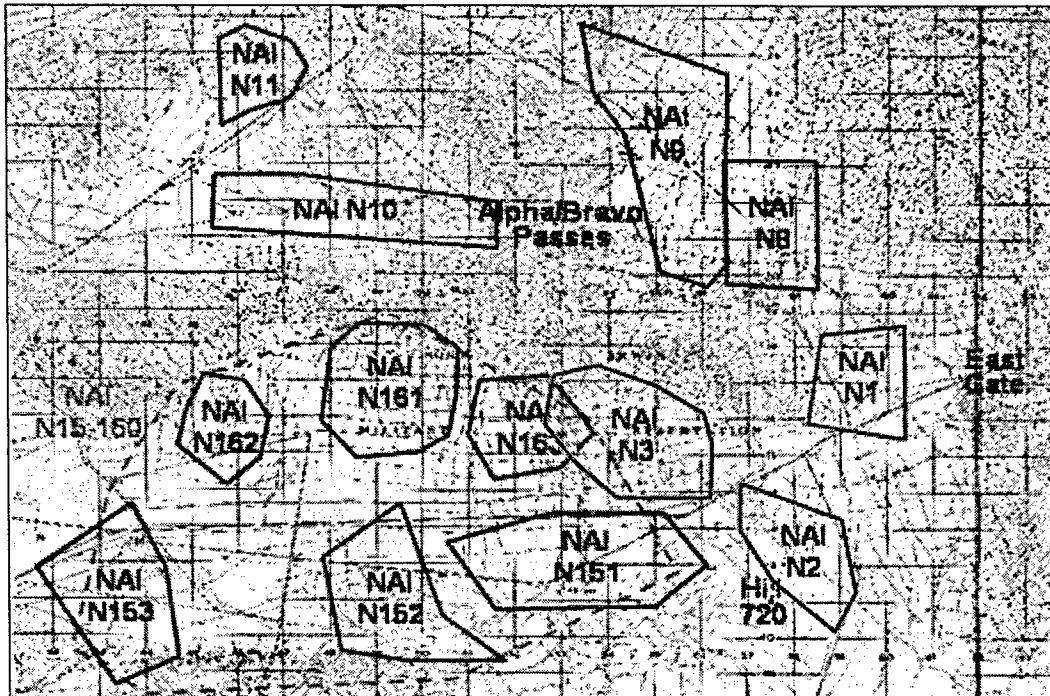 NAI
N11
NAI
N9
NAI N10
Alpha/Bravo
Passes
NAI
N8
NAI
N1
East
Gate
NAI
N161
NAI
N15-160
NAI
N162
NAI
N163
NAI
N3
NAI
N153
NAI
N152
NAI
N151
NAI
N2
Hill
720